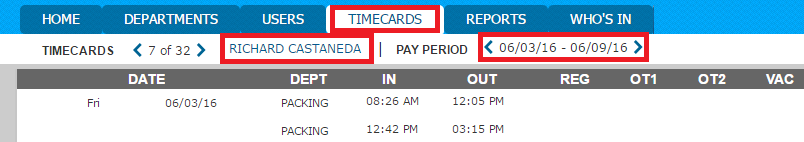 HOME DEPARTMENTS USERS TIMECARDS REPORTS WHO'S IN
TIMECARDS 7 of 32 RICHARD CASTANEDA | PAY PERIOD 06/03/16 - 06/09/16
DATE DEPT IN OUT REG OT1 OT2 VAC
Fri 06/03/16 PACKING 08:26 AM 12:05 PM
PACKING 12:42 PM 03:15 PM